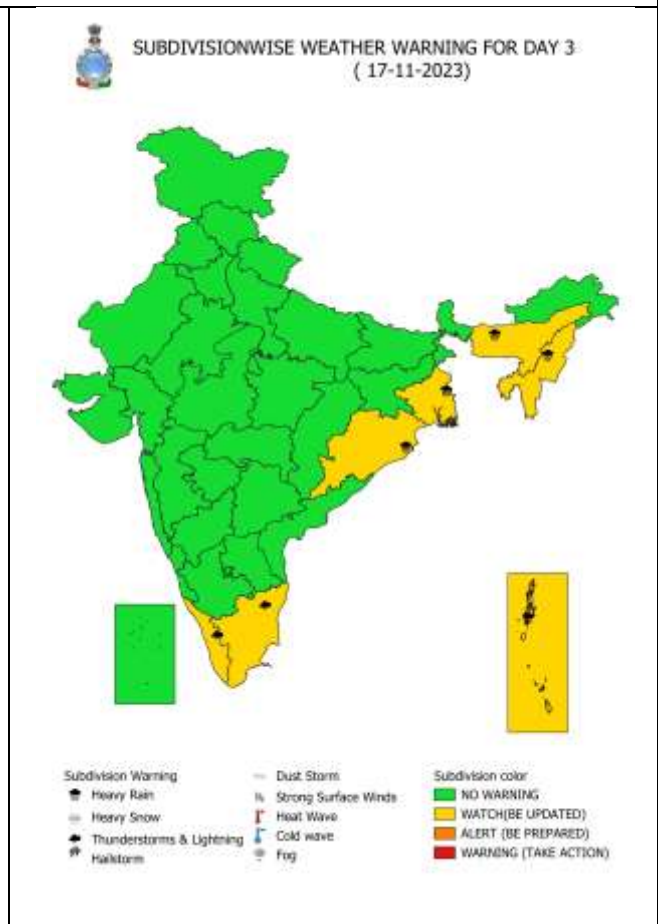 SUBDIVISIONWISE WEATHER WARNING FOR DAY 3
( 17-11-2023)
Subdivision Warning
Heavy Rain
Heavy Snow
Thunderstorms & Lightning
Hailstorm
Dust Storm
Strong Surface Winds
Heat Wave
Cold wave
Fog
Subdivision color
NO WARNING
WATCH(BE UPDATED)
ALERT (BE PREPARED)
WARNING (TAKE ACTION)